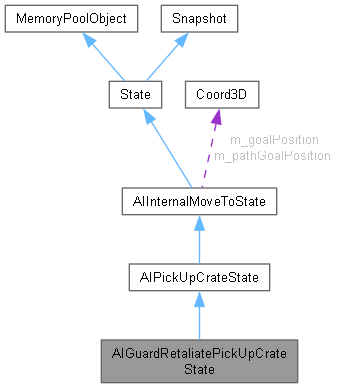 MemoryPoolObject
Snapshot
State
Coord3D
m_goalPosition
m_pathGoalPosition
AIInternalMoveToState
AIPickUpCrateState
AIGuardRetaliatePickUpCrate
State